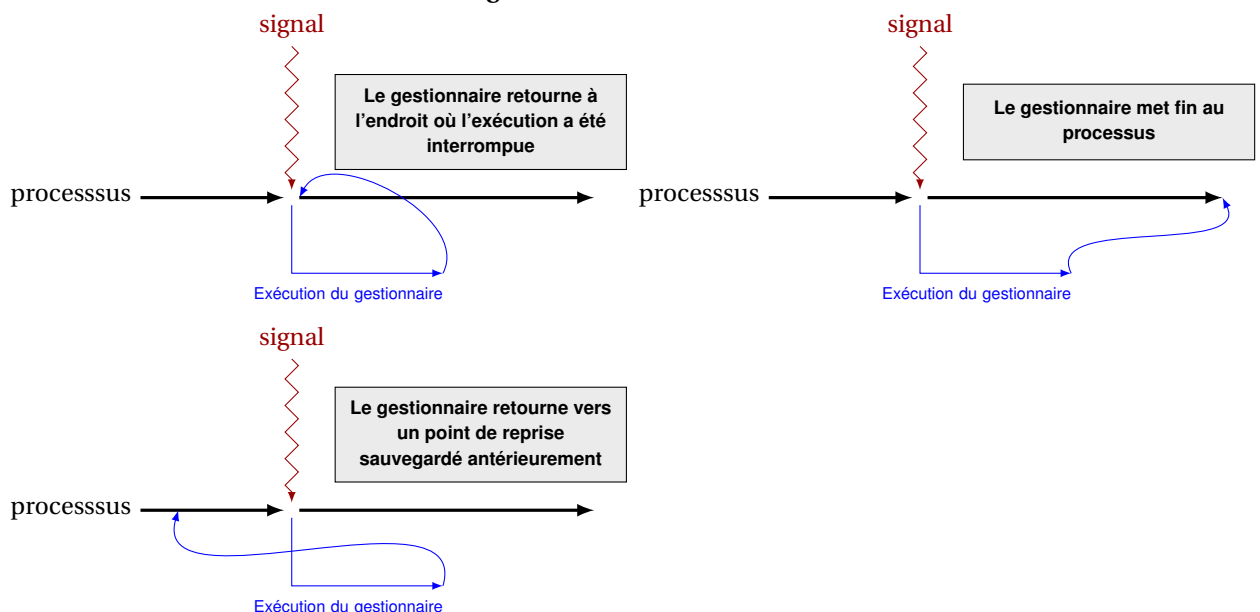 signal
Le gestionnaire retourne à
l'endroit où l'exécution a été
interrompue
processsus
Exécution du gestionnaire
signal
Le gestionnaire met fin au
processus
processsus
Exécution du gestionnaire
signal
Le gestionnaire retourne vers
un point de reprise
sauvegardé antérieurement
processsus
Exécution du gestionnaire